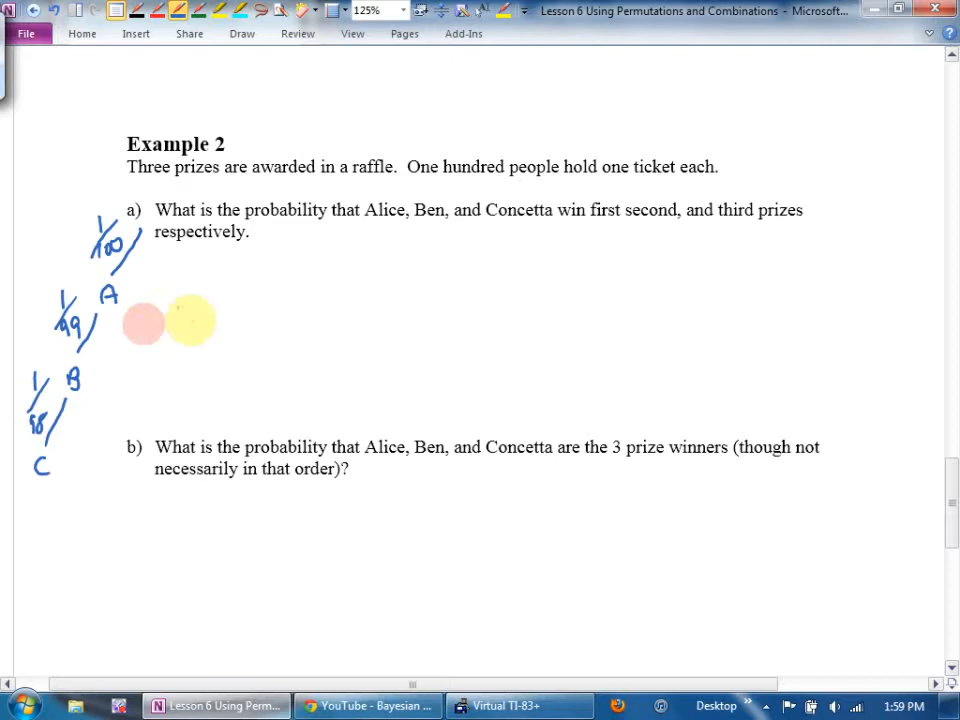 125%
Lesson 6 Using Permutations and Combinations - Microsoft...
File Home Insert Share Draw Review View Pages Add-Ins
Example 2
Three prizes are awarded in a raffle. One hundred people hold one ticket each.
a) What is the probability that Alice, Ben, and Concetta win first second, and third prizes
respectively.
1/100
A
1/99
B
1/98
C
b) What is the probability that Alice, Ben, and Concetta are the 3 prize winners (though not
necessarily in that order)?
Lesson 6 Using Perm... YouTube - Bayesian ... Virtual TI-83+ Desktop 1:59 PM